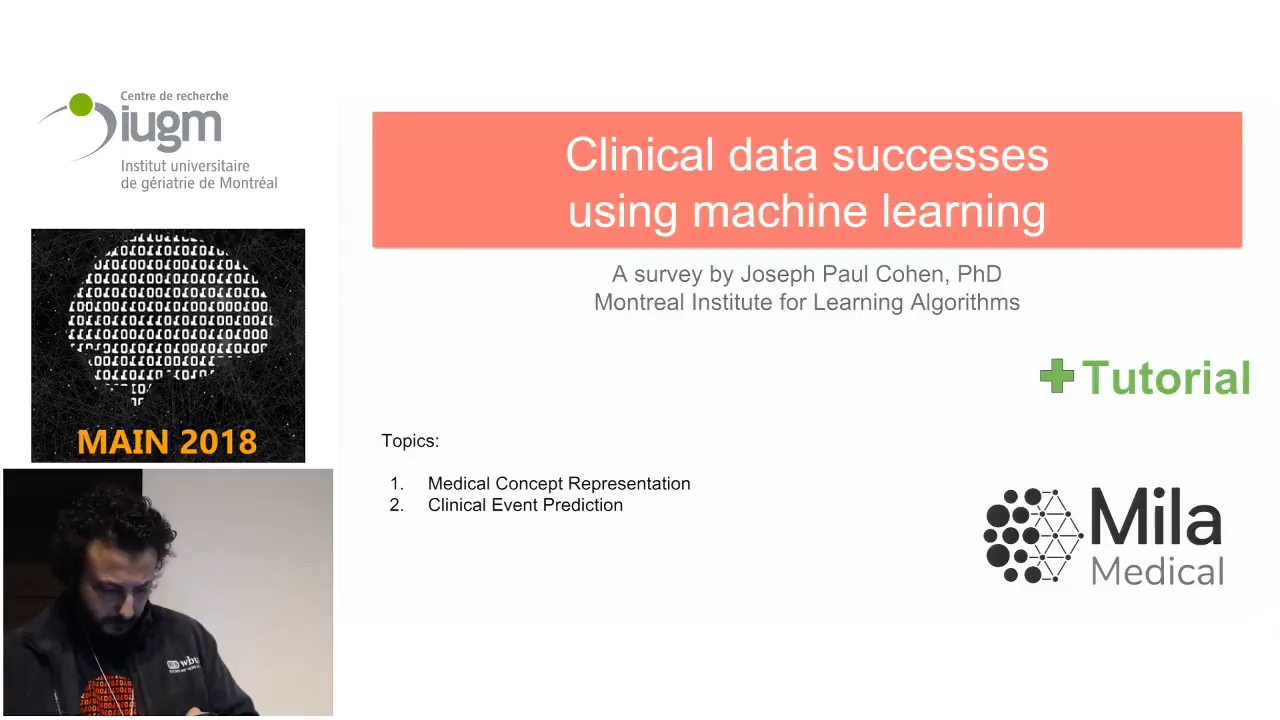 Centre de recherche
iugm
Institut universitaire
de gériatrie de Montréal
MAIN 2018
Clinical data successes
using machine learning
A survey by Joseph Paul Cohen, PhD
Montreal Institute for Learning Algorithms
Tutorial
Topics:
1. Medical Concept Representation
2. Clinical Event Prediction
Mila
Medical